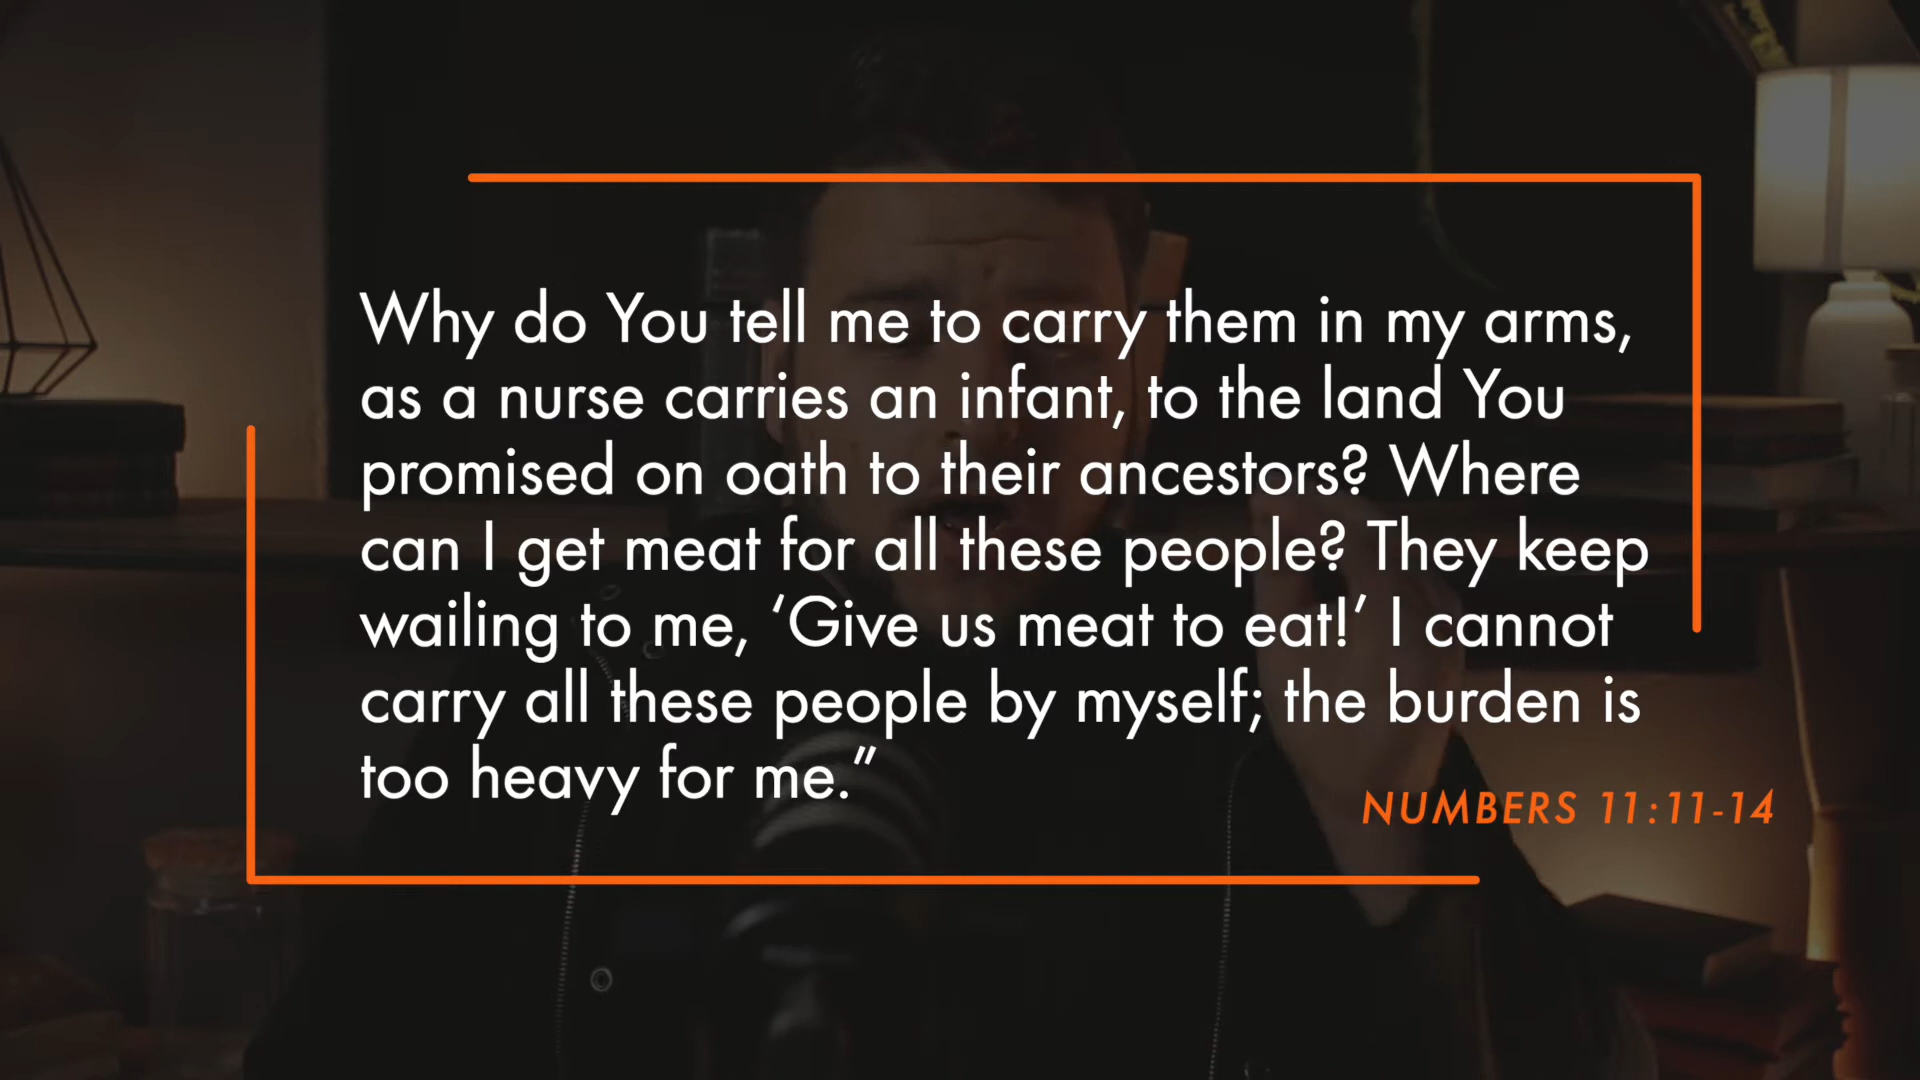 Why do You tell me to carry them in my arms,
as a nurse carries an infant, to the land You
promised on oath to their ancestors? Where
can I get meat for all these people? They keep
wailing to me, ‘Give us meat to eat!’ I cannot
carry all these people by myself; the burden is
too heavy for me.”
NUMBERS 11:11-14